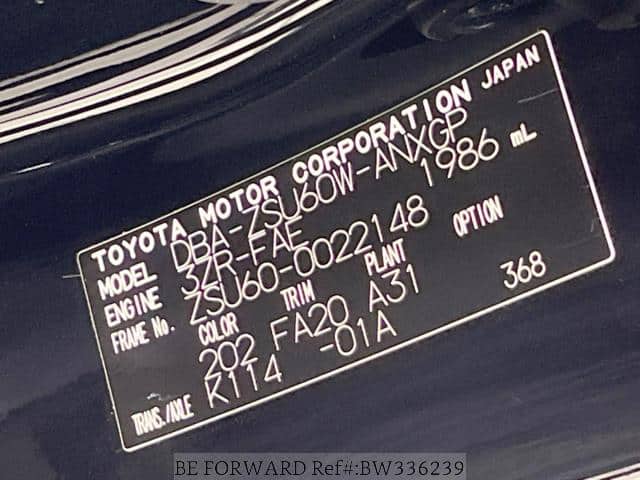 TOYOTA MOTOR CORPORATION JAPAN
MODEL DBA-ZSU60W-ANXGP
ENGINE 3ZR-FAE 1986 mL
FRAME No. ZSU60-0022148
COLOR TRIM PLANT OPTION
202 FA20 A31 368
TRANS./AXLE K114 -01A
BE FORWARD Ref#:BW336239